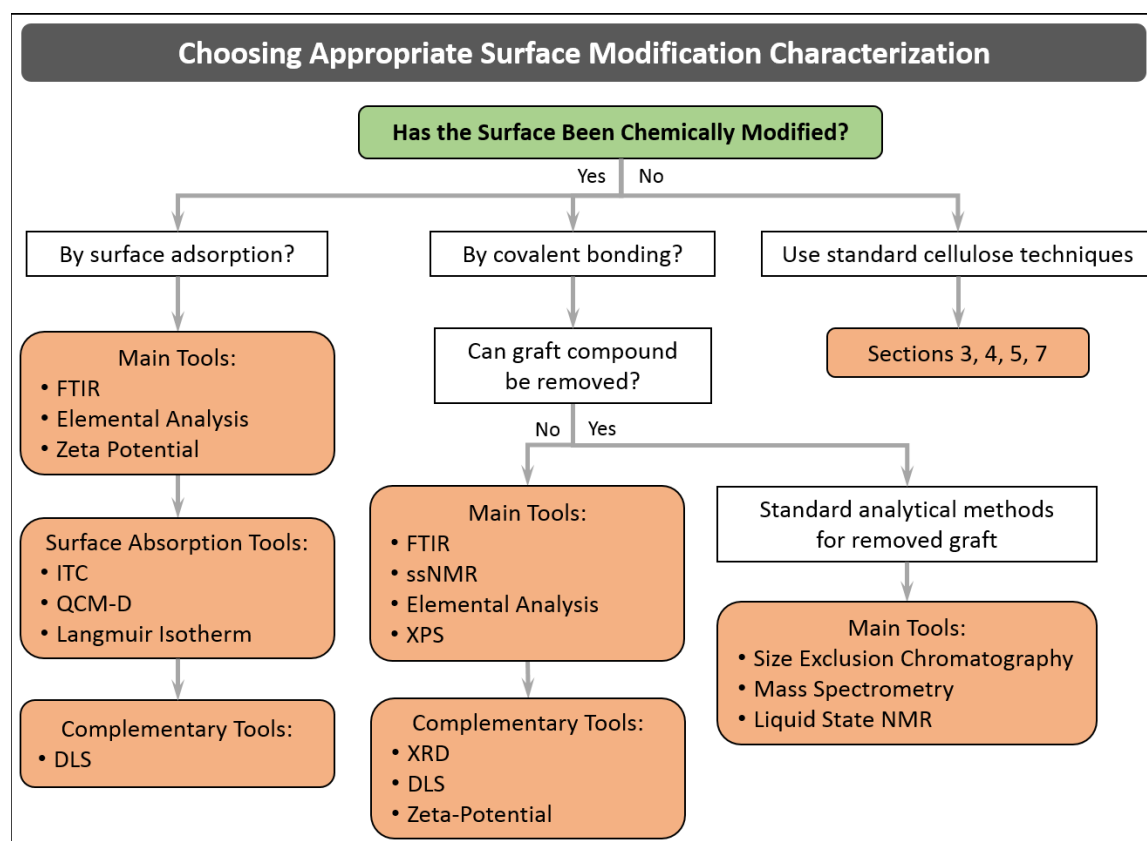 Choosing Appropriate Surface Modification Characterization
Has the Surface Been Chemically Modified?
Yes No
By surface adsorption?
By covalent bonding?
Use standard cellulose techniques
Main Tools:
• FTIR
• Elemental Analysis
• Zeta Potential
Can graft compound
be removed?
Sections 3, 4, 5, 7
No Yes
Surface Absorption Tools:
• ITC
• QCM-D
• Langmuir Isotherm
Main Tools:
• FTIR
• ssNMR
• Elemental Analysis
• XPS
Standard analytical methods
for removed graft
Main Tools:
• Size Exclusion Chromatography
• Mass Spectrometry
• Liquid State NMR
Complementary Tools:
• DLS
Complementary Tools:
• XRD
• DLS
• Zeta-Potential